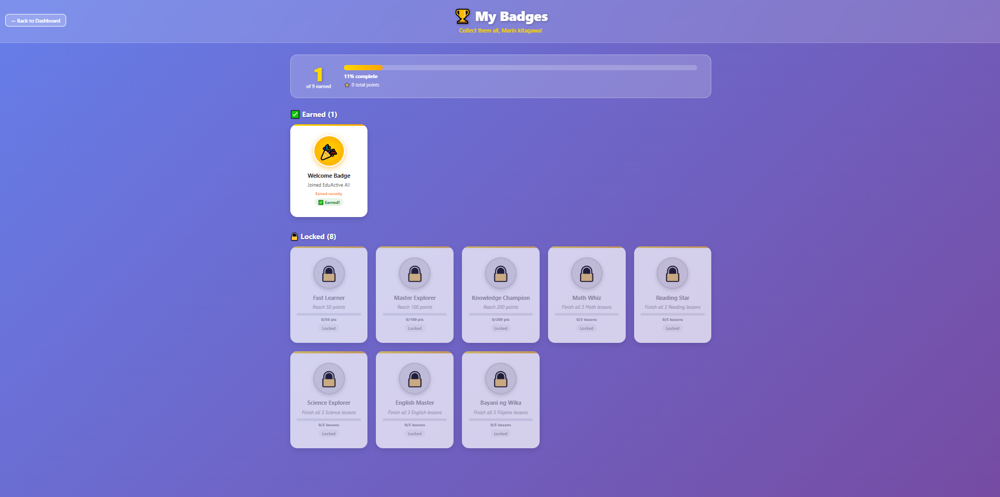 ← Back to Dashboard
My Badges
Collect them all, Marin kitagawa!
1
of 9 earned
11% complete
0 total points
Earned (1)
Welcome Badge
Joined EduActive AI!
Earned recently
Earned!
Locked (8)
Fast Learner
Reach 50 points
0/50 pts
Locked
Master Explorer
Reach 100 points
0/100 pts
Locked
Knowledge Champion
Reach 200 points
0/200 pts
Locked
Math Whiz
Finish all 3 Math lessons
0/3 lessons
Locked
Reading Star
Finish all 3 Reading lessons
0/3 lessons
Locked
Science Explorer
Finish all 3 Science lessons
0/3 lessons
Locked
English Master
Finish all 3 English lessons
0/3 lessons
Locked
Bayani ng Wika
Finish all 3 Filipino lessons
0/3 lessons
Locked